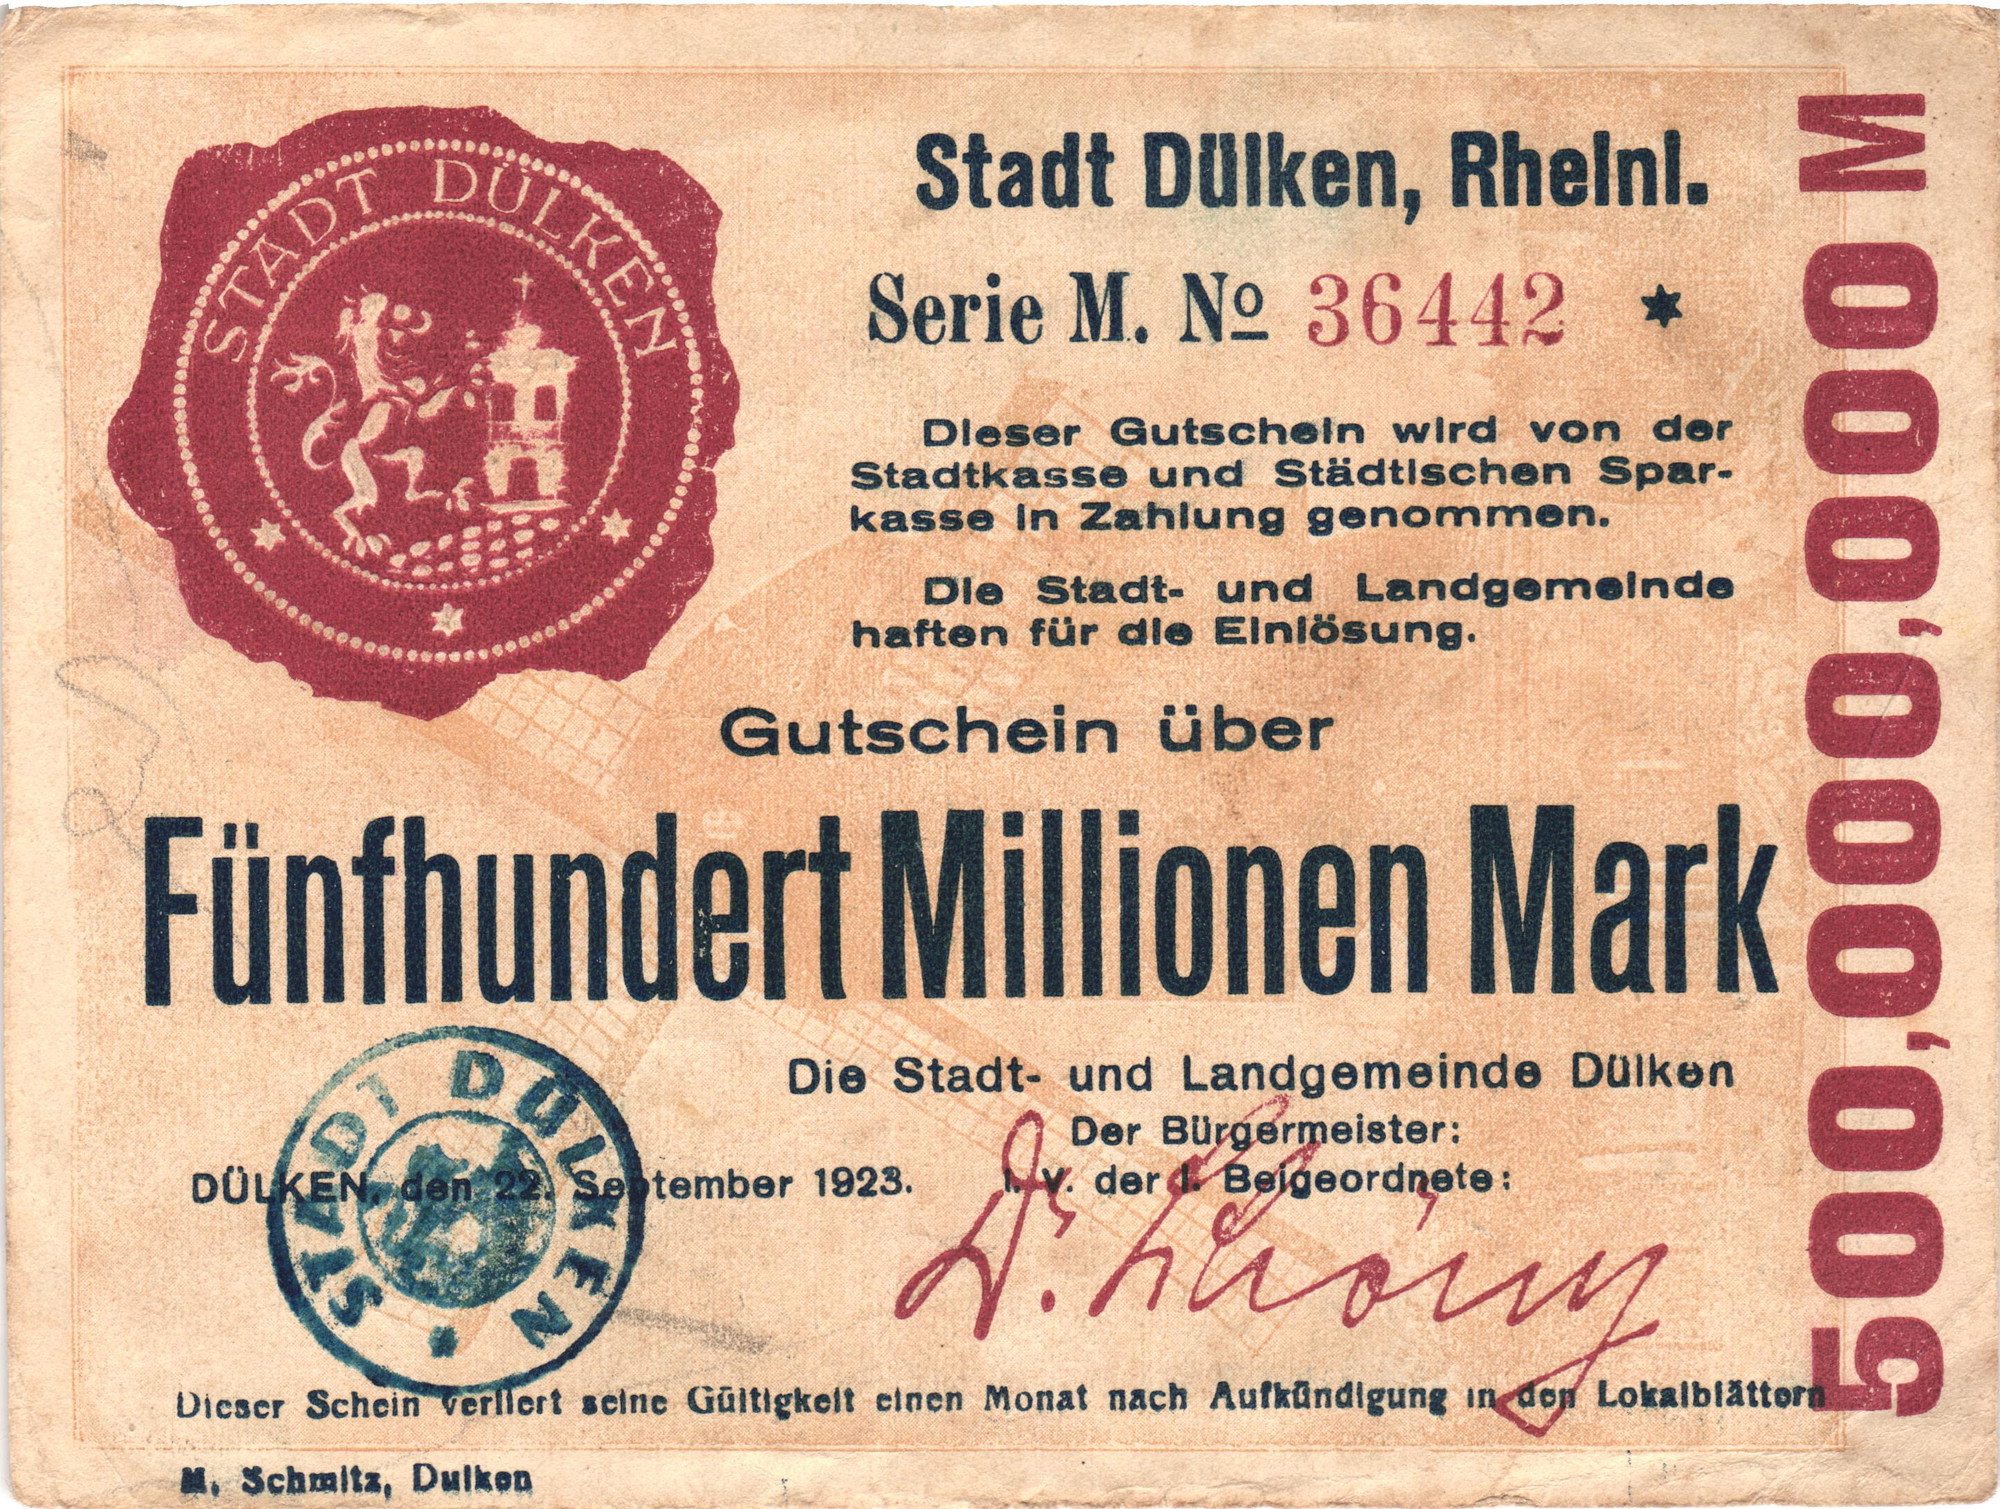 STADT DÜLKEN
Stadt Dülken, Rheinl.
Serie M. Nº 36442 *
Dieser Gutschein wird von der
Stadtkasse und Städtischen Spar-
kasse in Zahlung genommen.
Die Stadt- und Landgemeinde
haften für die Einlösung.
Gutschein über
Fünfhundert Millionen Mark
500,000,000 M
Die Stadt- und Landgemeinde Dülken
Der Bürgermeister:
DÜLKEN, den 22. September 1923.
I. V. der I. Beigeordnete:
STADT DÜLKEN
Dieser Schein verliert seine Gültigkeit einen Monat nach Aufkündigung in den Lokalblättern
M. Schmitz, Dulken